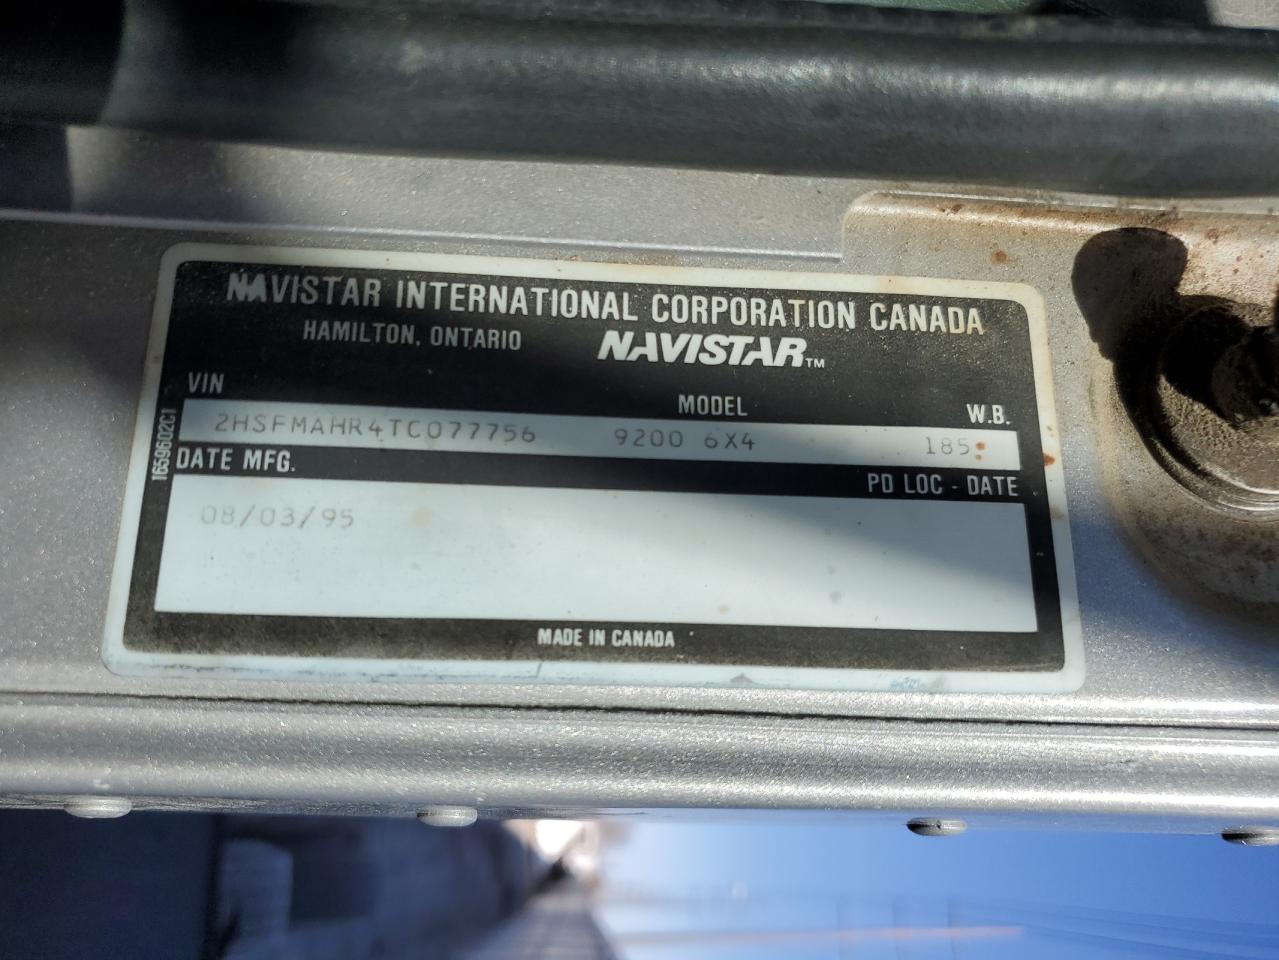 NAVISTAR INTERNATIONAL CORPORATION CANADA
HAMILTON, ONTARIO NAVISTAR™
VIN MODEL W.B.
2HSFMAHR4TC077756 9200 6X4 185
DATE MFG. PD LOC - DATE
08/03/95
MADE IN CANADA
1659602C1